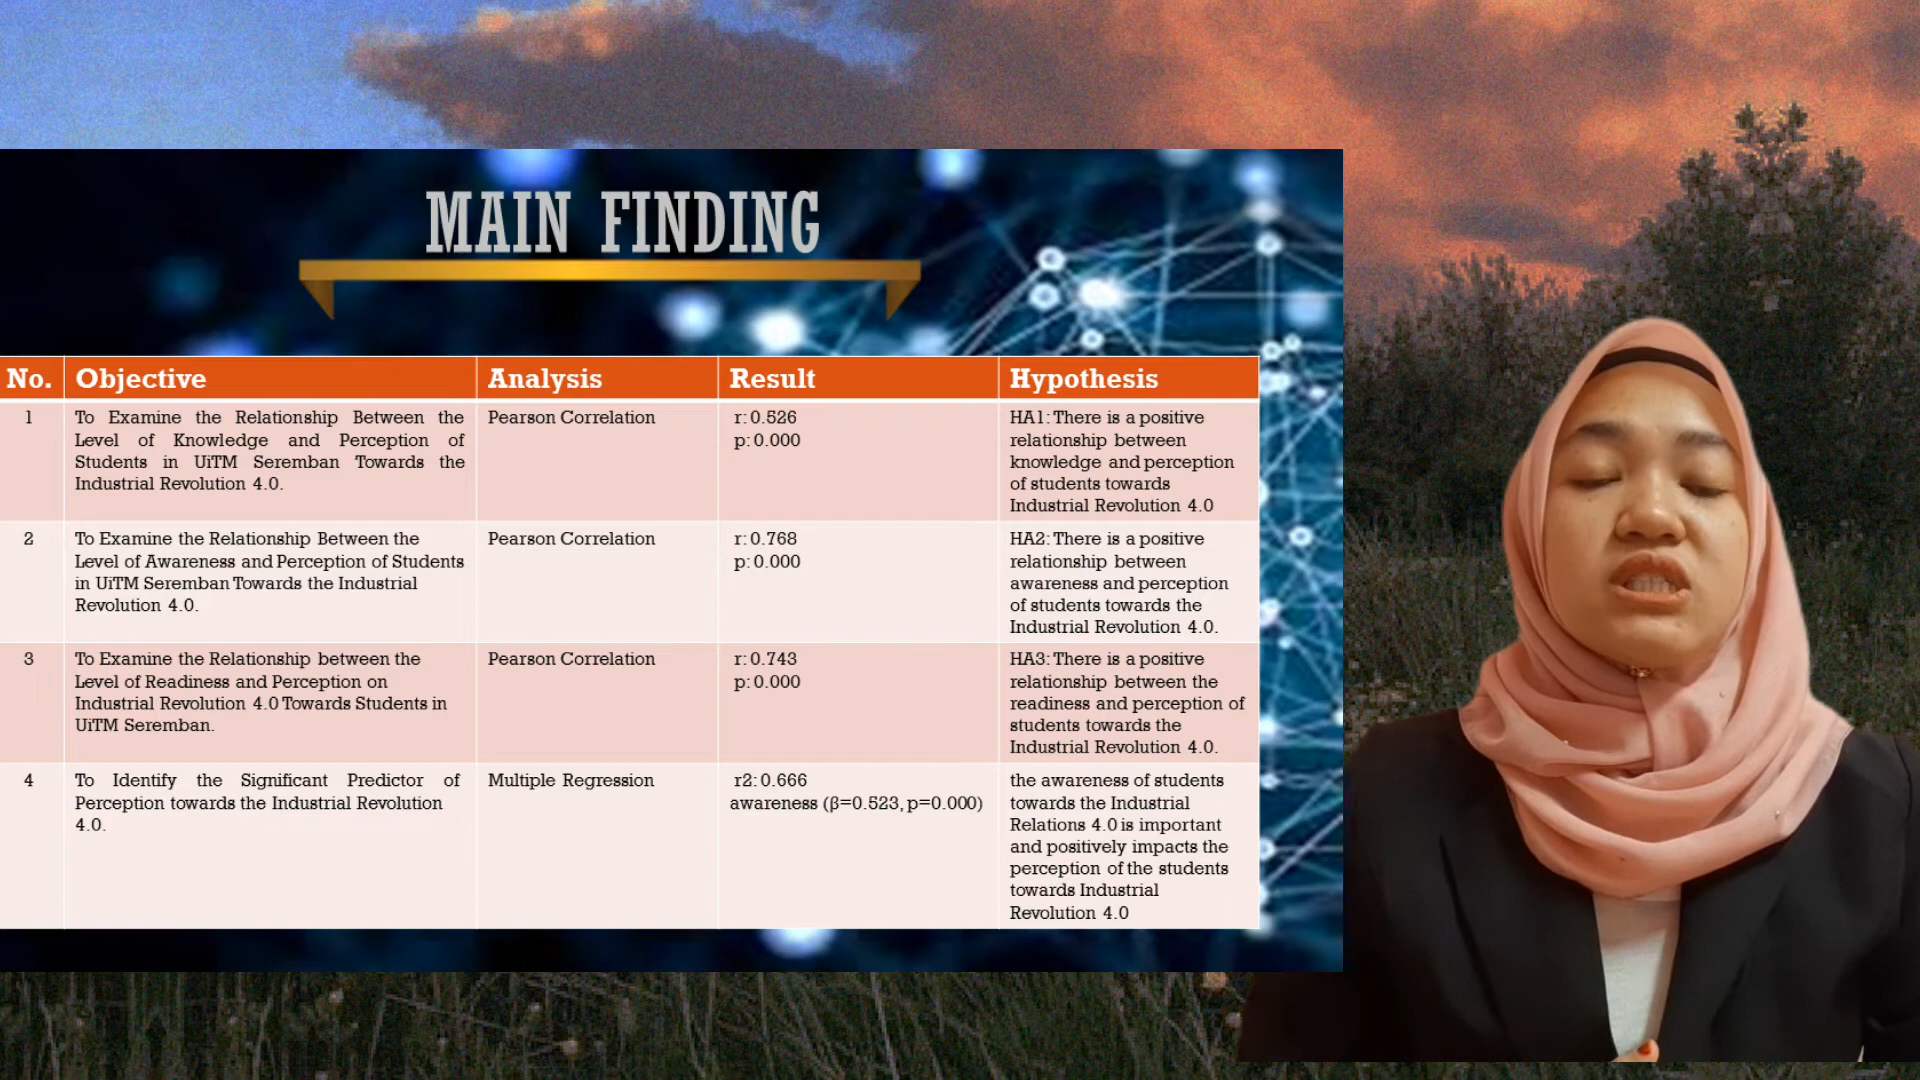 MAIN FINDING
No. Objective Analysis Result Hypothesis
1 To Examine the Relationship Between the Level of Knowledge and Perception of Students in UiTM Seremban Towards the Industrial Revolution 4.0. Pearson Correlation r: 0.526 p: 0.000 HA1: There is a positive relationship between knowledge and perception of students towards Industrial Revolution 4.0
2 To Examine the Relationship Between the Level of Awareness and Perception of Students in UiTM Seremban Towards the Industrial Revolution 4.0. Pearson Correlation r: 0.768 p: 0.000 HA2: There is a positive relationship between awareness and perception of students towards the Industrial Revolution 4.0.
3 To Examine the Relationship between the Level of Readiness and Perception on Industrial Revolution 4.0 Towards Students in UiTM Seremban. Pearson Correlation r: 0.743 p: 0.000 HA3: There is a positive relationship between the readiness and perception of students towards the Industrial Revolution 4.0.
4 To Identify the Significant Predictor of Perception towards the Industrial Revolution 4.0. Multiple Regression r2: 0.666 awareness (β=0.523, p=0.000) the awareness of students towards the Industrial Relations 4.0 is important and positively impacts the perception of the students towards Industrial Revolution 4.0